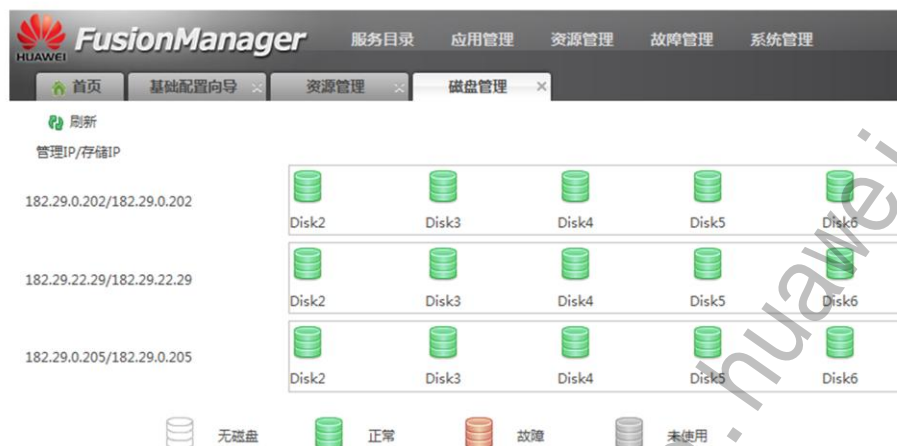 HUAWEI FusionManager 服务目录 应用管理 资源管理 故障管理 系统管理
首页 基础配置向导 资源管理 磁盘管理
刷新
管理IP/存储IP
182.29.0.202/182.29.0.202
Disk2 Disk3 Disk4 Disk5 Disk6
182.29.22.29/182.29.22.29
Disk2 Disk3 Disk4 Disk5 Disk6
182.29.0.205/182.29.0.205
Disk2 Disk3 Disk4 Disk5 Disk6
无磁盘 正常 故障 未使用
.huawei